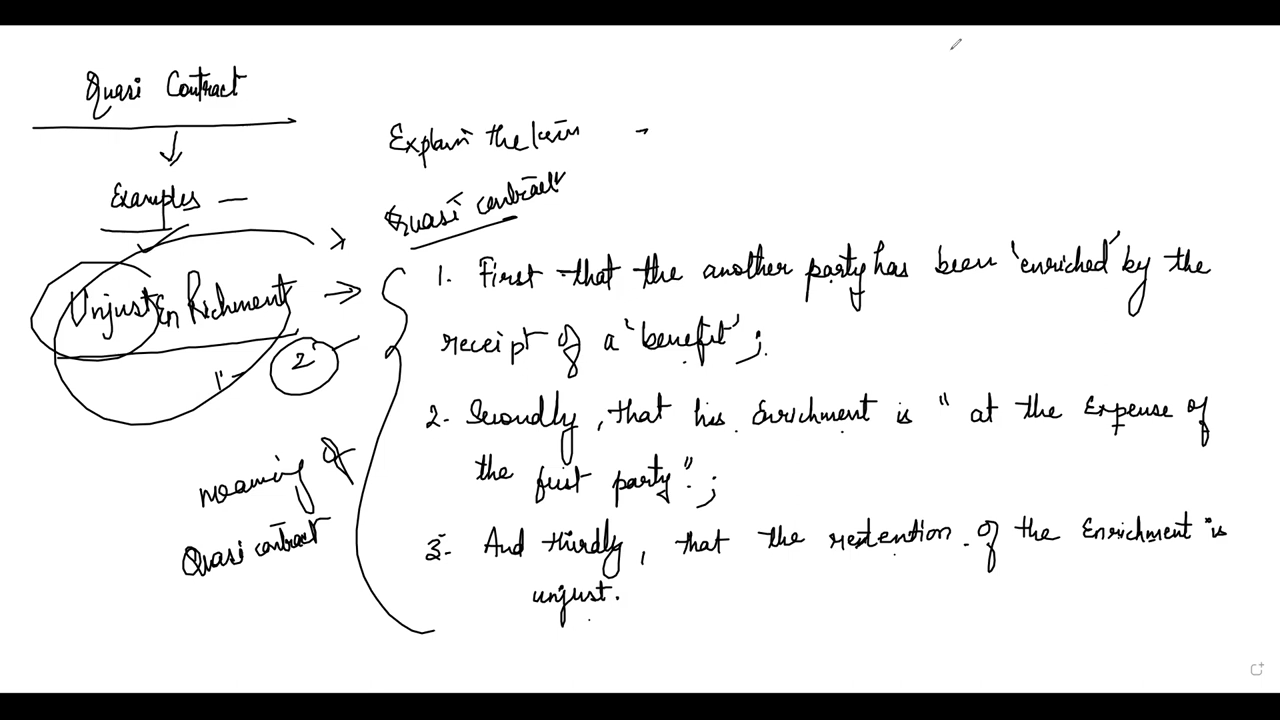 Quasi Contract
Examples —
Unjust EnRichment
2
meaning of
Quasi contract
Explain the term
Quasi contract
1. First that the another party has been 'enriched' by the
receipt of a 'benefit' ;
2. Secondly, that his Enrichment is " at the Expense of
the first party" ;
3. And thirdly, that the retention of the Enrichment "is
unjust.